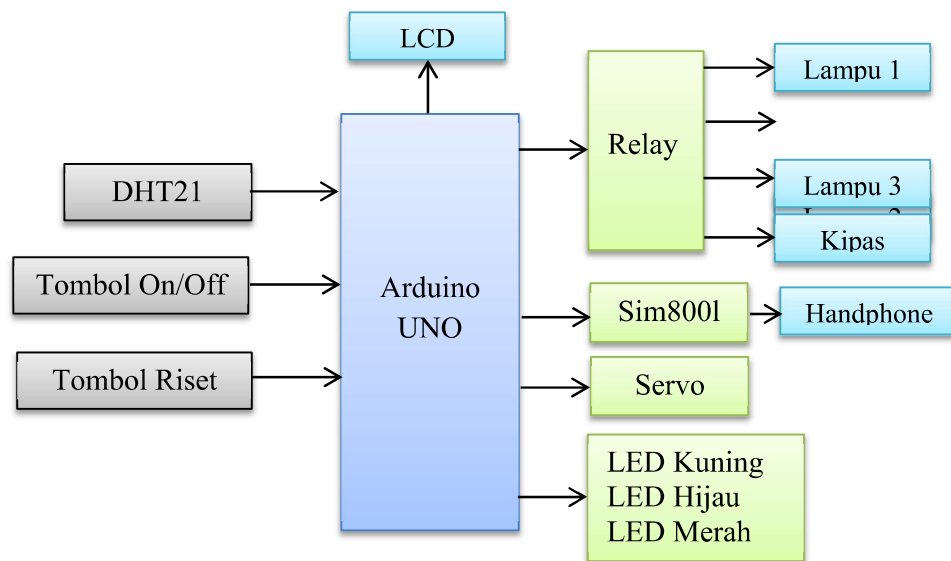 LCD
Lampu 1
Relay
DHT21
Lampu 3
Kipas
Tombol On/Off
Arduino
UNO
Sim800l
Handphone
Tombol Riset
Servo
LED Kuning
LED Hijau
LED Merah